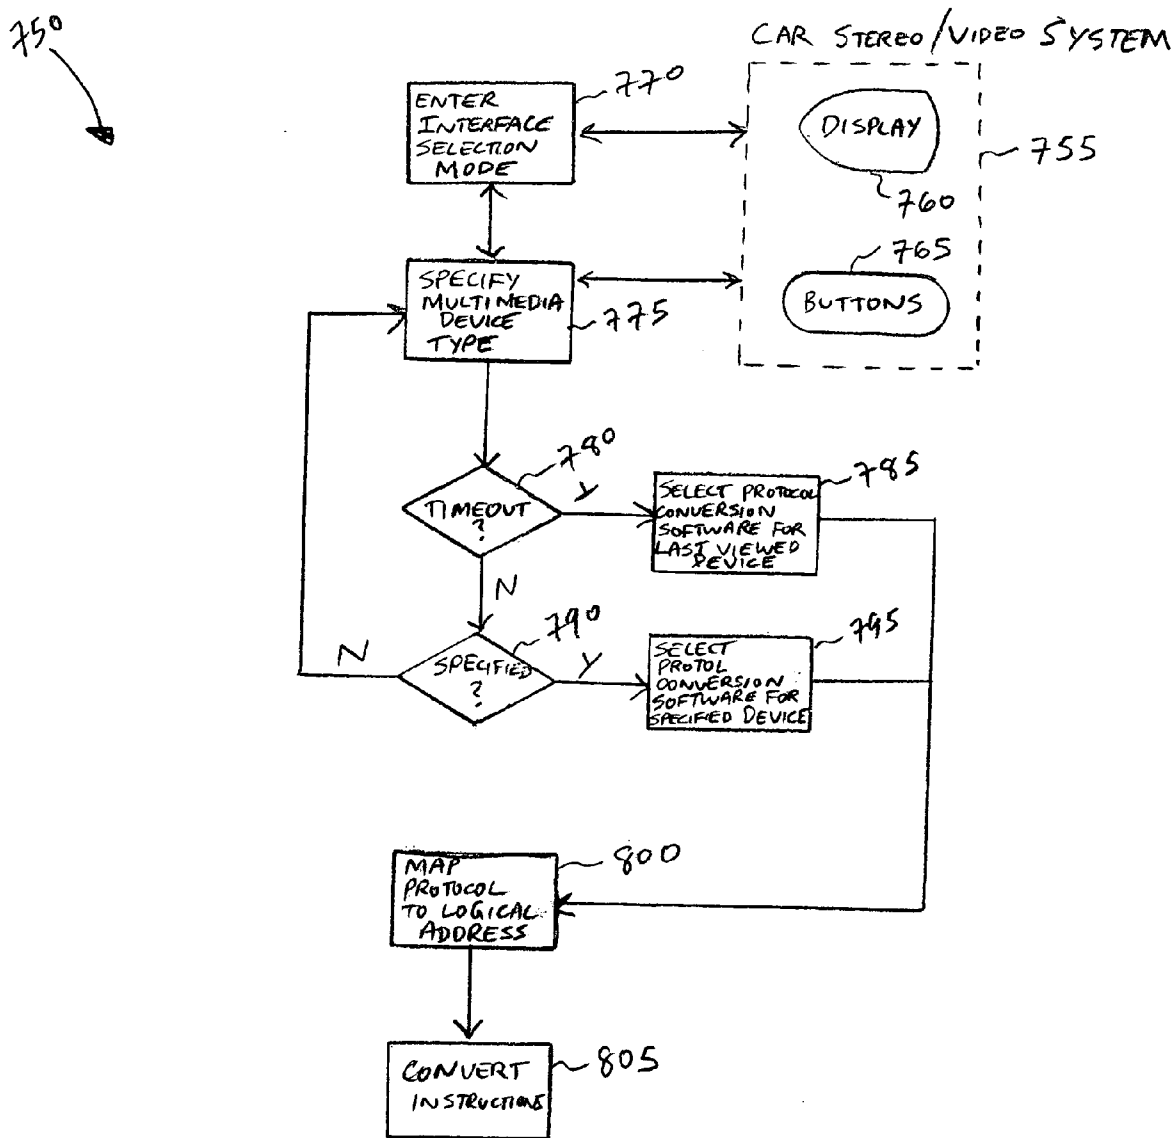 750
CAR STEREO/VIDEO SYSTEM
770
ENTER
INTERFACE
SELECTION
MODE
DISPLAY
755
760
765
BUTTONS
SPECIFY
MULTIMEDIA
DEVICE
TYPE
775
780
TIMEOUT
?
Y
785
SELECT PROTOCOL
CONVERSION
SOFTWARE FOR
LAST VIEWED
DEVICE
N
790
SPECIFIED
?
N
Y
795
SELECT
PROTOL
CONVERSION
SOFTWARE FOR
SPECIFIED DEVICE
800
MAP
PROTOCOL
TO LOGICAL
ADDRESS
805
CONVERT
INSTRUCTIONS